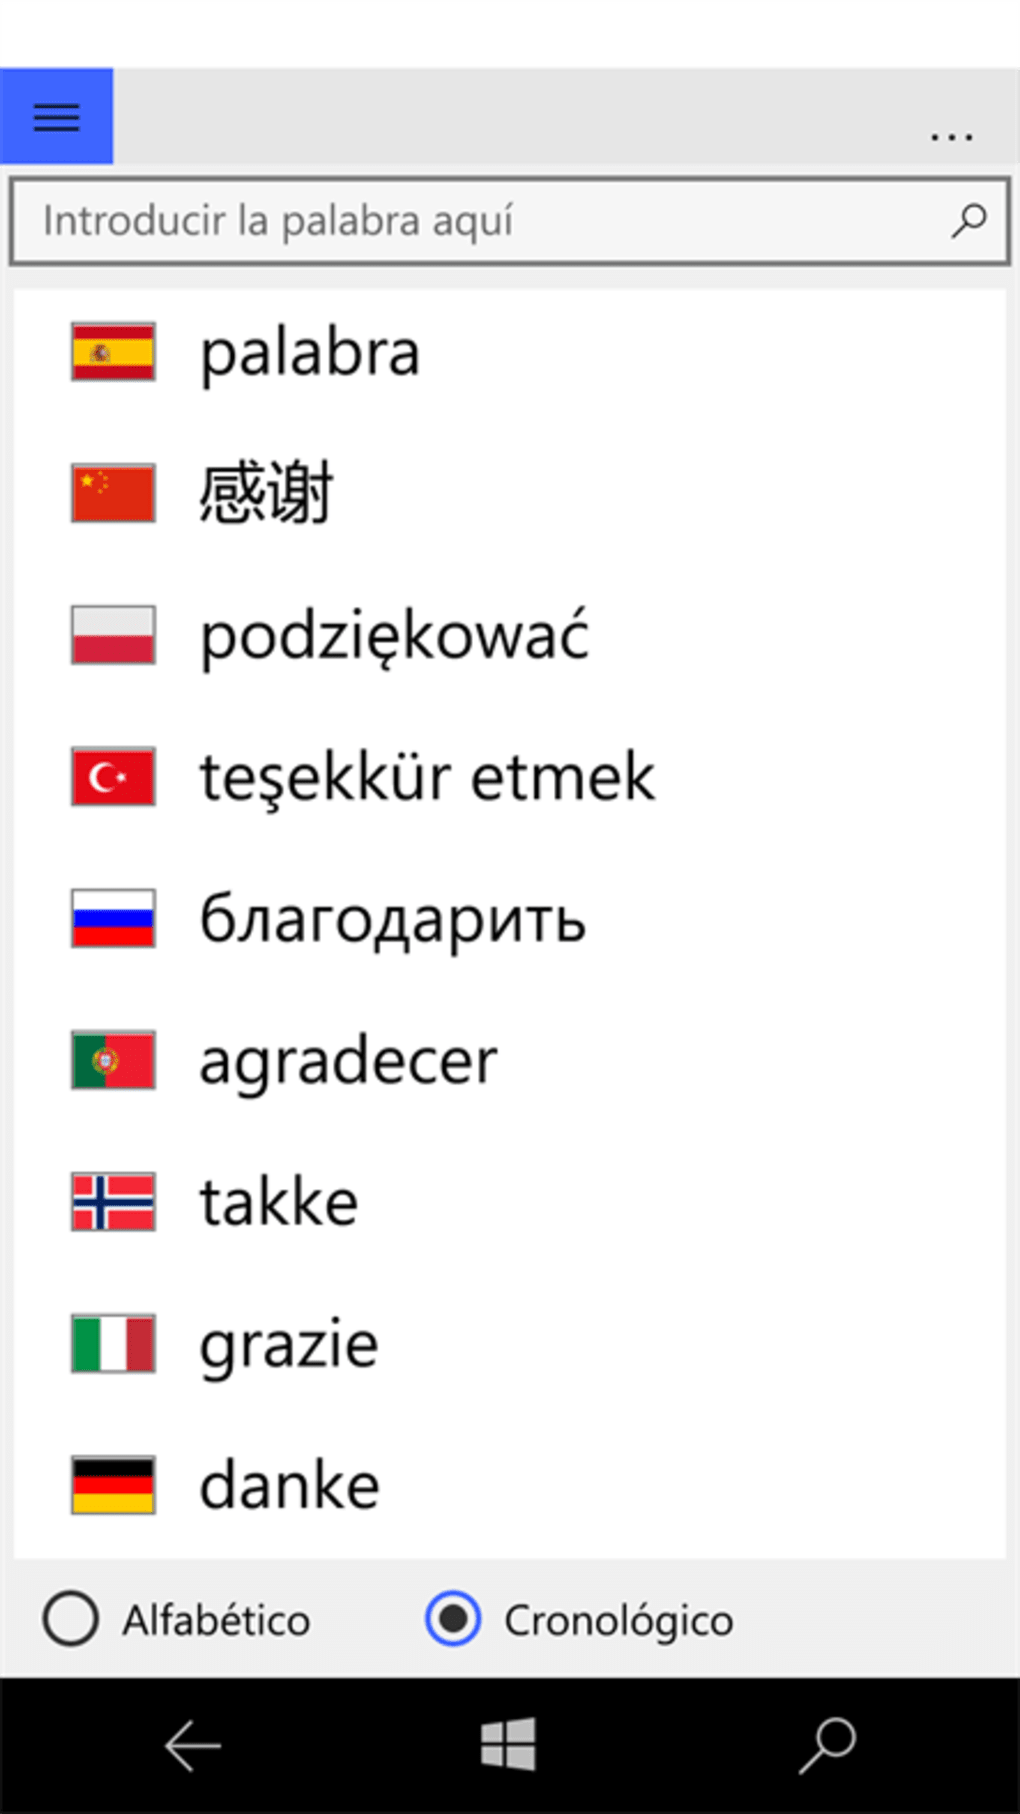 ...
Introducir la palabra aquí
palabra
感谢
podziękować
teşekkür etmek
благодарить
agradecer
takke
grazie
danke
Alfabético
Cronológico